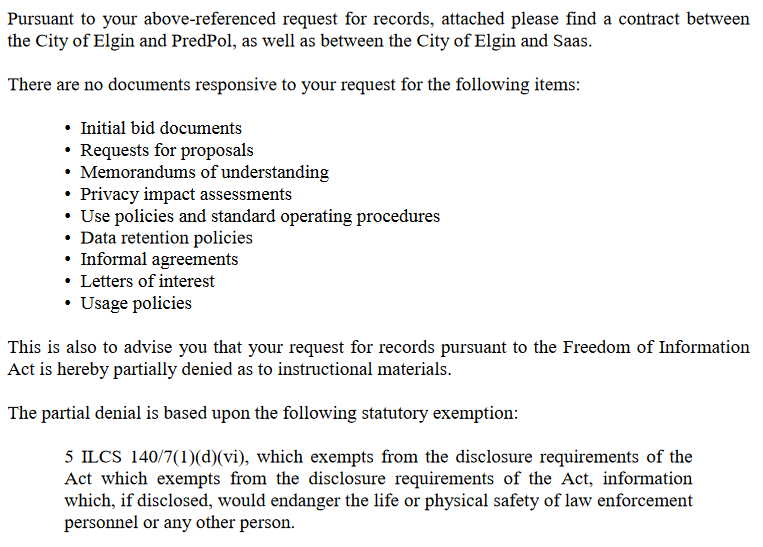 Pursuant to your above-referenced request for records, attached please find a contract between
the City of Elgin and PredPol, as well as between the City of Elgin and Saas.
There are no documents responsive to your request for the following items:
• Initial bid documents
• Requests for proposals
• Memorandums of understanding
• Privacy impact assessments
• Use policies and standard operating procedures
• Data retention policies
• Informal agreements
• Letters of interest
• Usage policies
This is also to advise you that your request for records pursuant to the Freedom of Information
Act is hereby partially denied as to instructional materials.
The partial denial is based upon the following statutory exemption:
5 ILCS 140/7(1)(d)(vi), which exempts from the disclosure requirements of the
Act which exempts from the disclosure requirements of the Act, information
which, if disclosed, would endanger the life or physical safety of law enforcement
personnel or any other person.